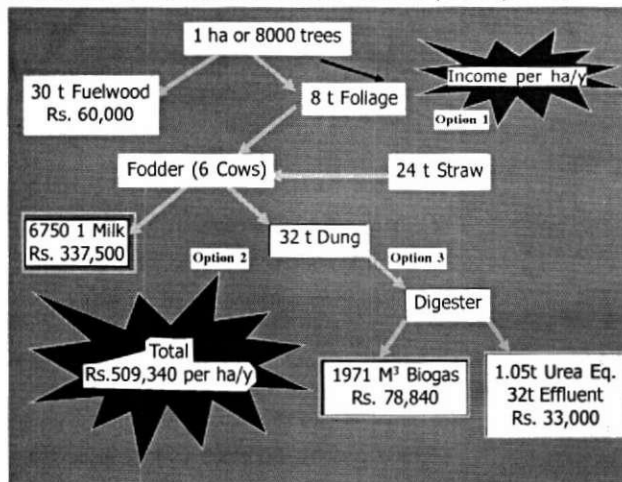 1 ha or 8000 trees
30 t Fuelwood
Rs. 60,000
8 t Foliage
Income per ha/y
Option 1
Fodder (6 Cows)
24 t Straw
6750 1 Milk
Rs. 337,500
32 t Dung
Option 2
Option 3
Digester
Total
Rs.509,340 per ha/y
1971 M³ Biogas
Rs. 78,840
1.05t Urea Eq.
32t Effluent
Rs. 33,000